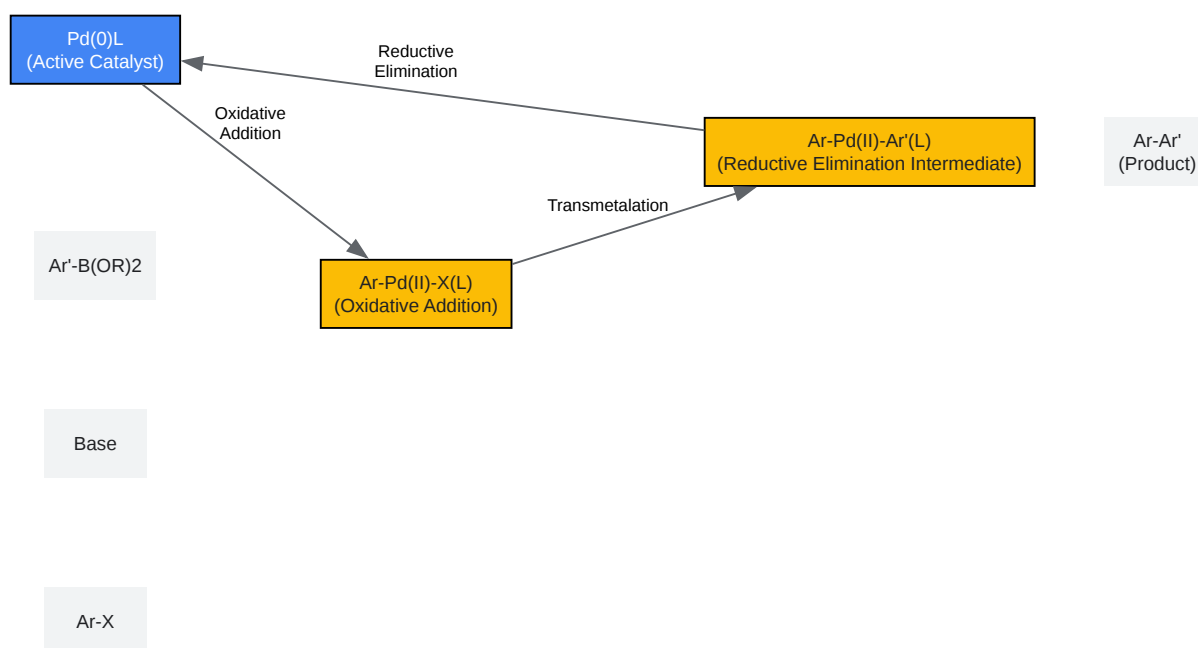 Pd(0)L
(Active Catalyst)
Reductive
Elimination
Oxidative
Addition
Ar-Pd(II)-Ar'(L)
(Reductive Elimination Intermediate)
Ar-Ar'
(Product)
Transmetalation
Ar'-B(OR)2
Ar-Pd(II)-X(L)
(Oxidative Addition)
Base
Ar-X